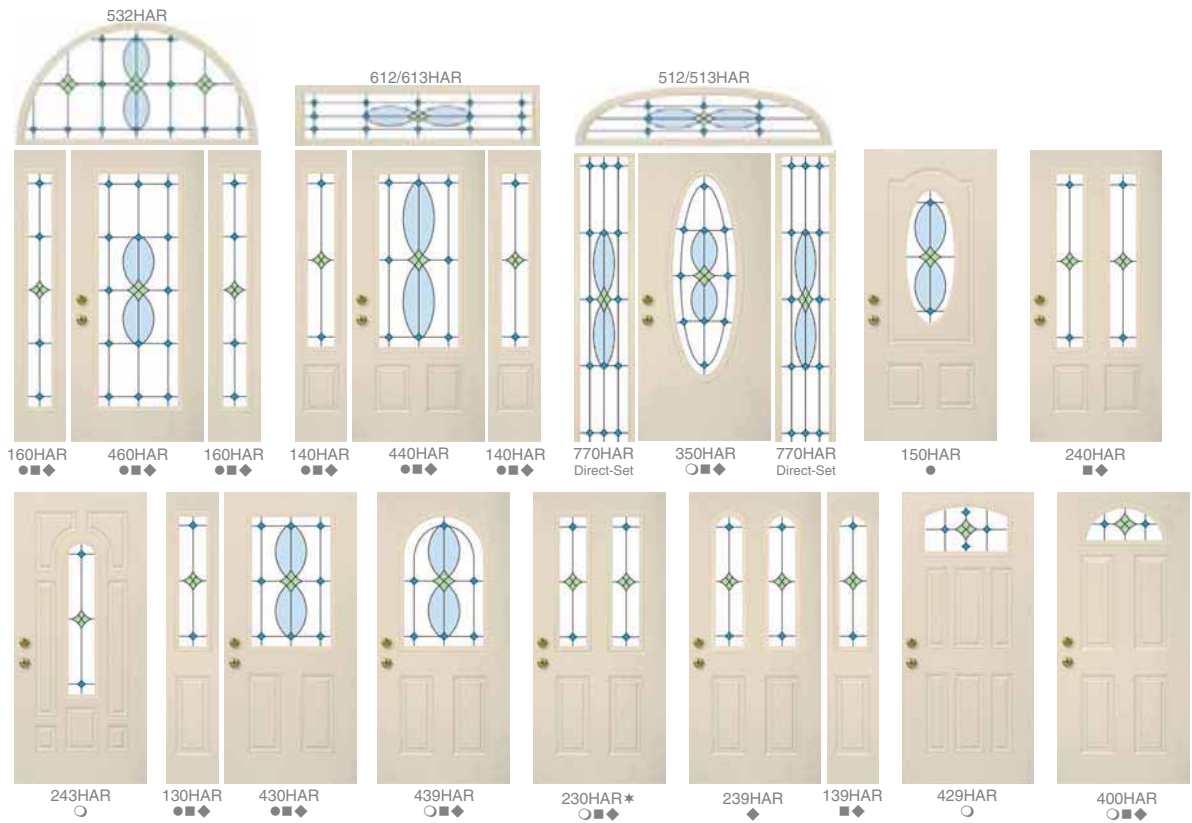 532HAR
612/613HAR
512/513HAR
160HAR
●■◆
460HAR
●■◆
160HAR
●■◆
140HAR
●■◆
440HAR
●■◆
140HAR
●■◆
770HAR
Direct-Set
350HAR
❍■◆
770HAR
Direct-Set
150HAR
●
240HAR
■◆
243HAR
❍
130HAR
●■◆
430HAR
●■◆
439HAR
❍■◆
230HAR✶
❍■◆
239HAR
◆
139HAR
■◆
429HAR
❍
400HAR
❍■◆